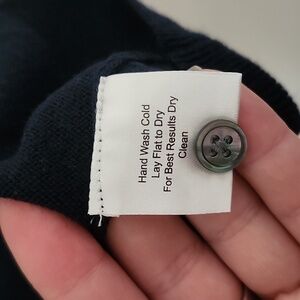 Hand Wash Cold
Lay Flat to Dry
For Best Results Dry
Clean